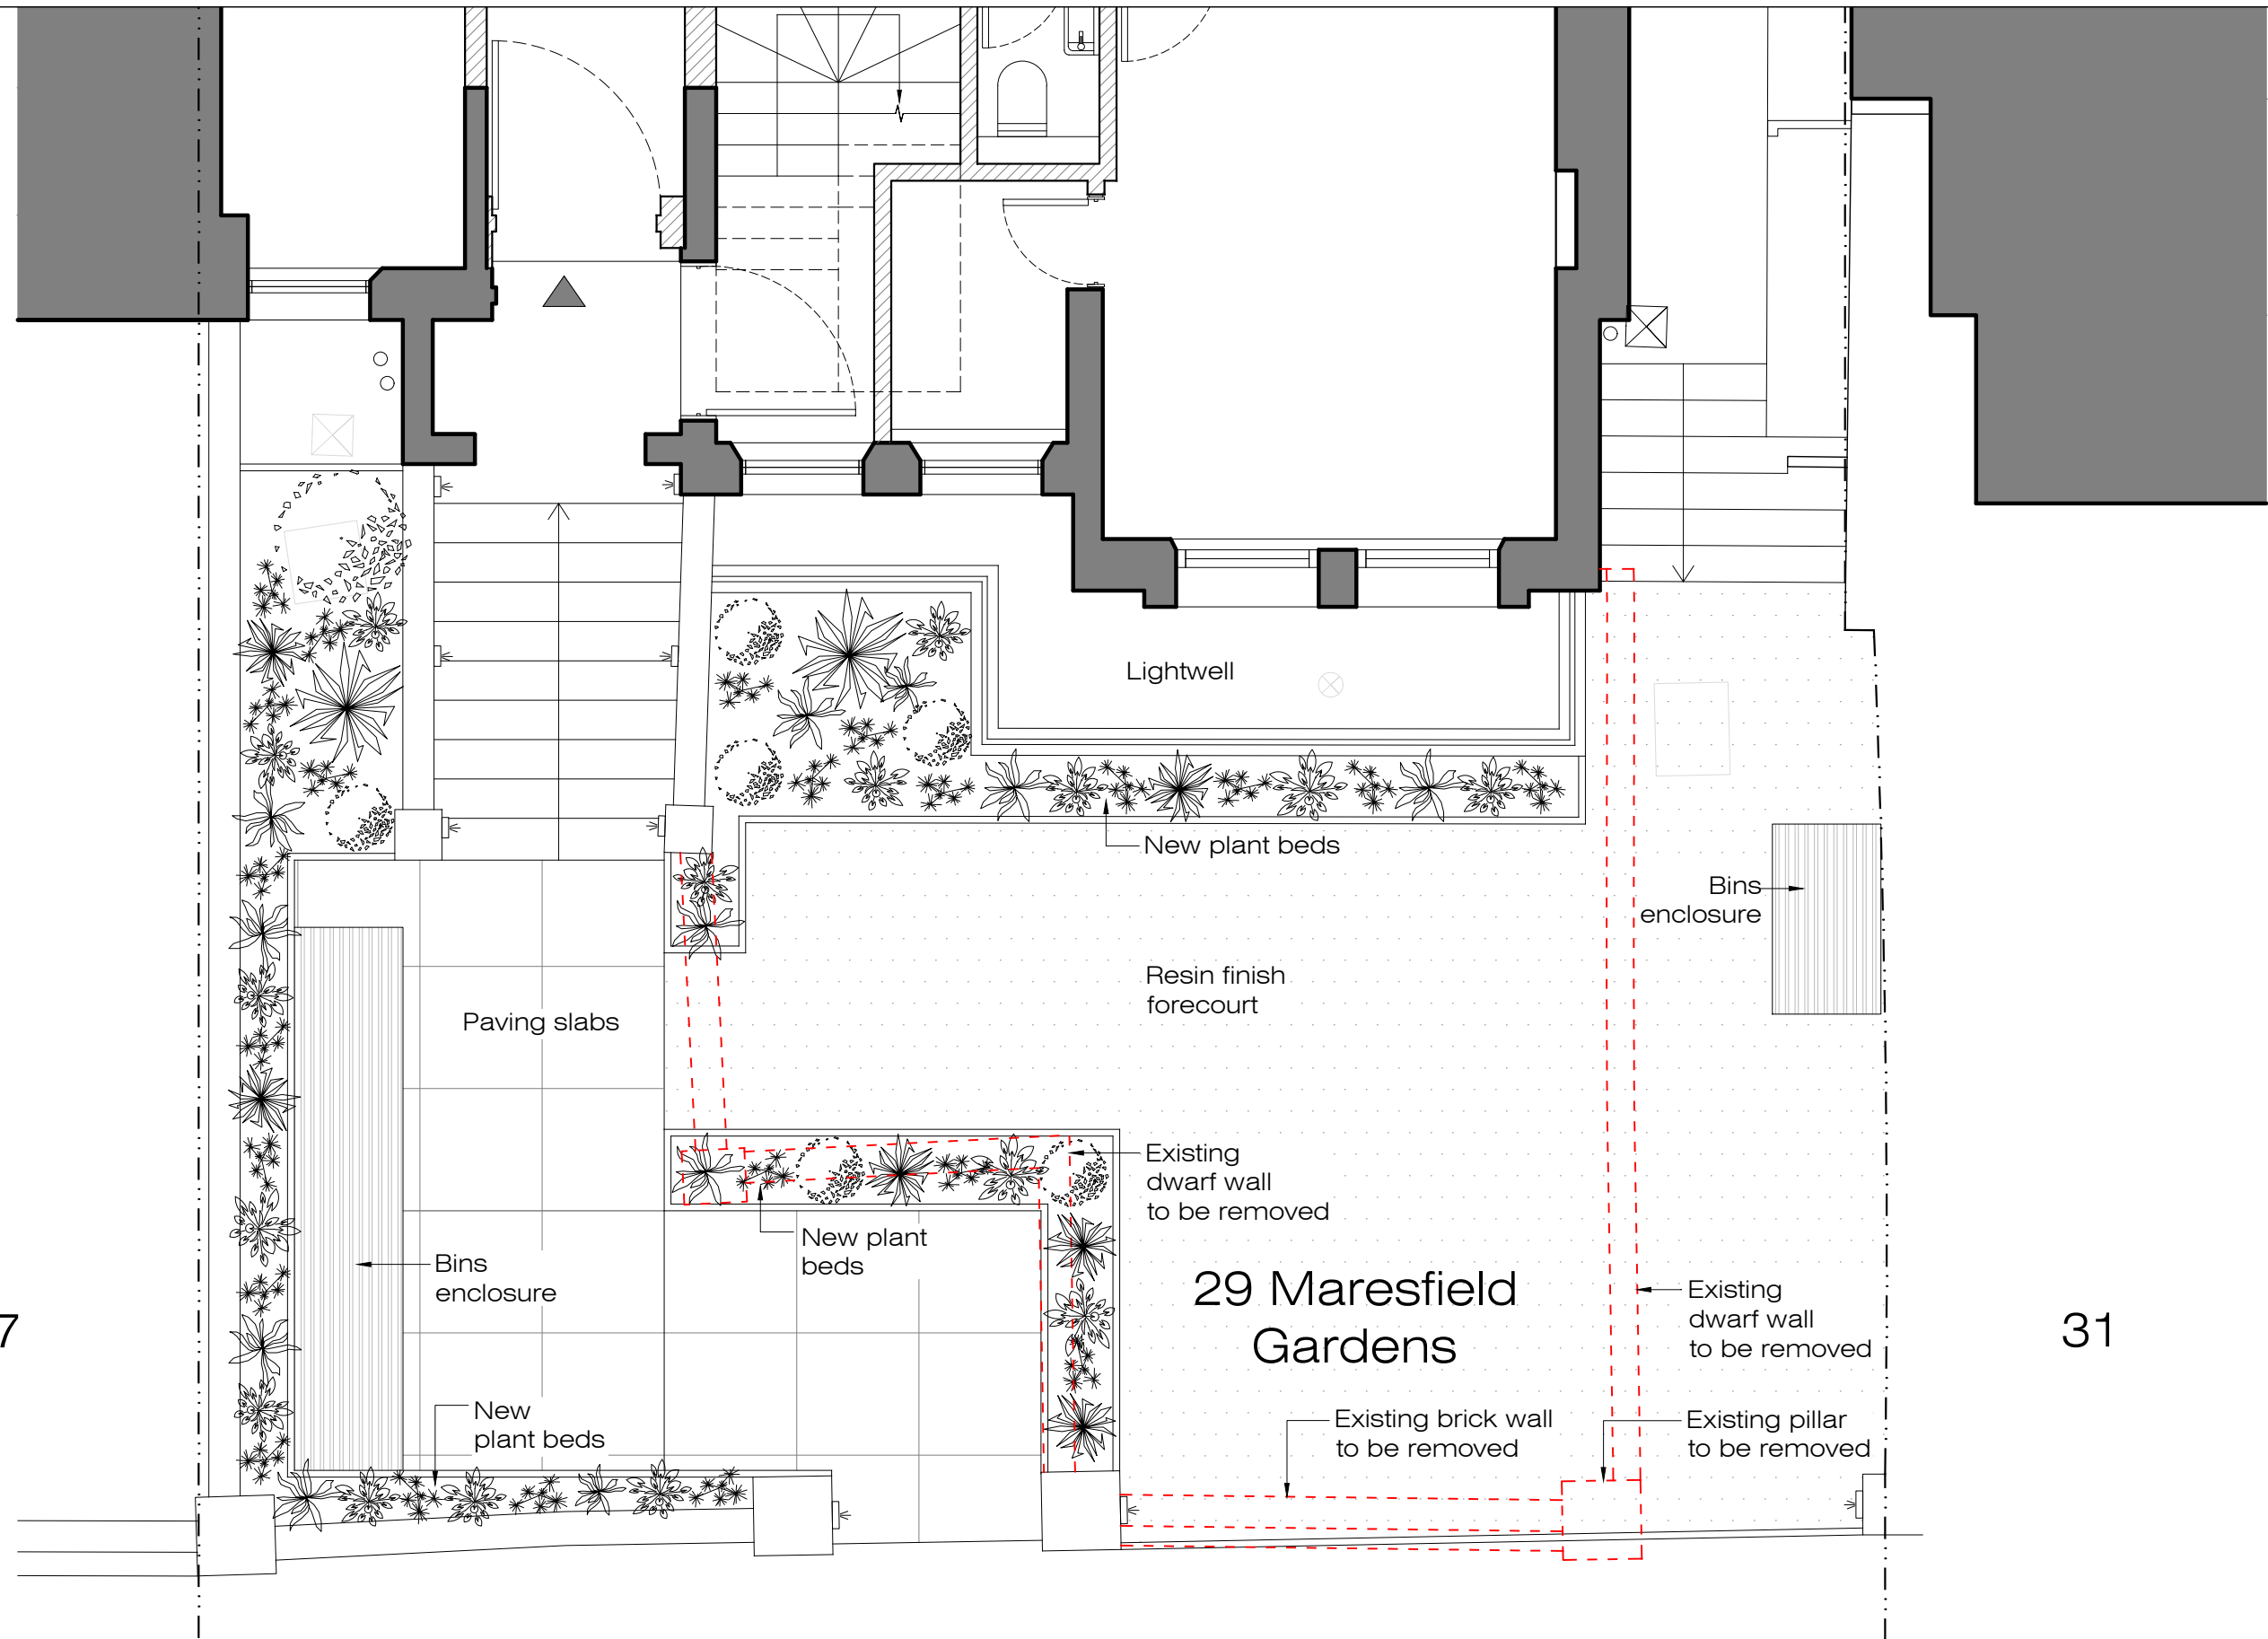 Lightwell
New plant beds
Bins
enclosure
Resin finish
forecourt
Paving slabs
Existing
dwarf wall
to be removed
New plant
beds
Bins
enclosure
29 Maresfield
Gardens
Existing
dwarf wall
to be removed
7
31
New
plant beds
Existing brick wall
to be removed
Existing pillar
to be removed